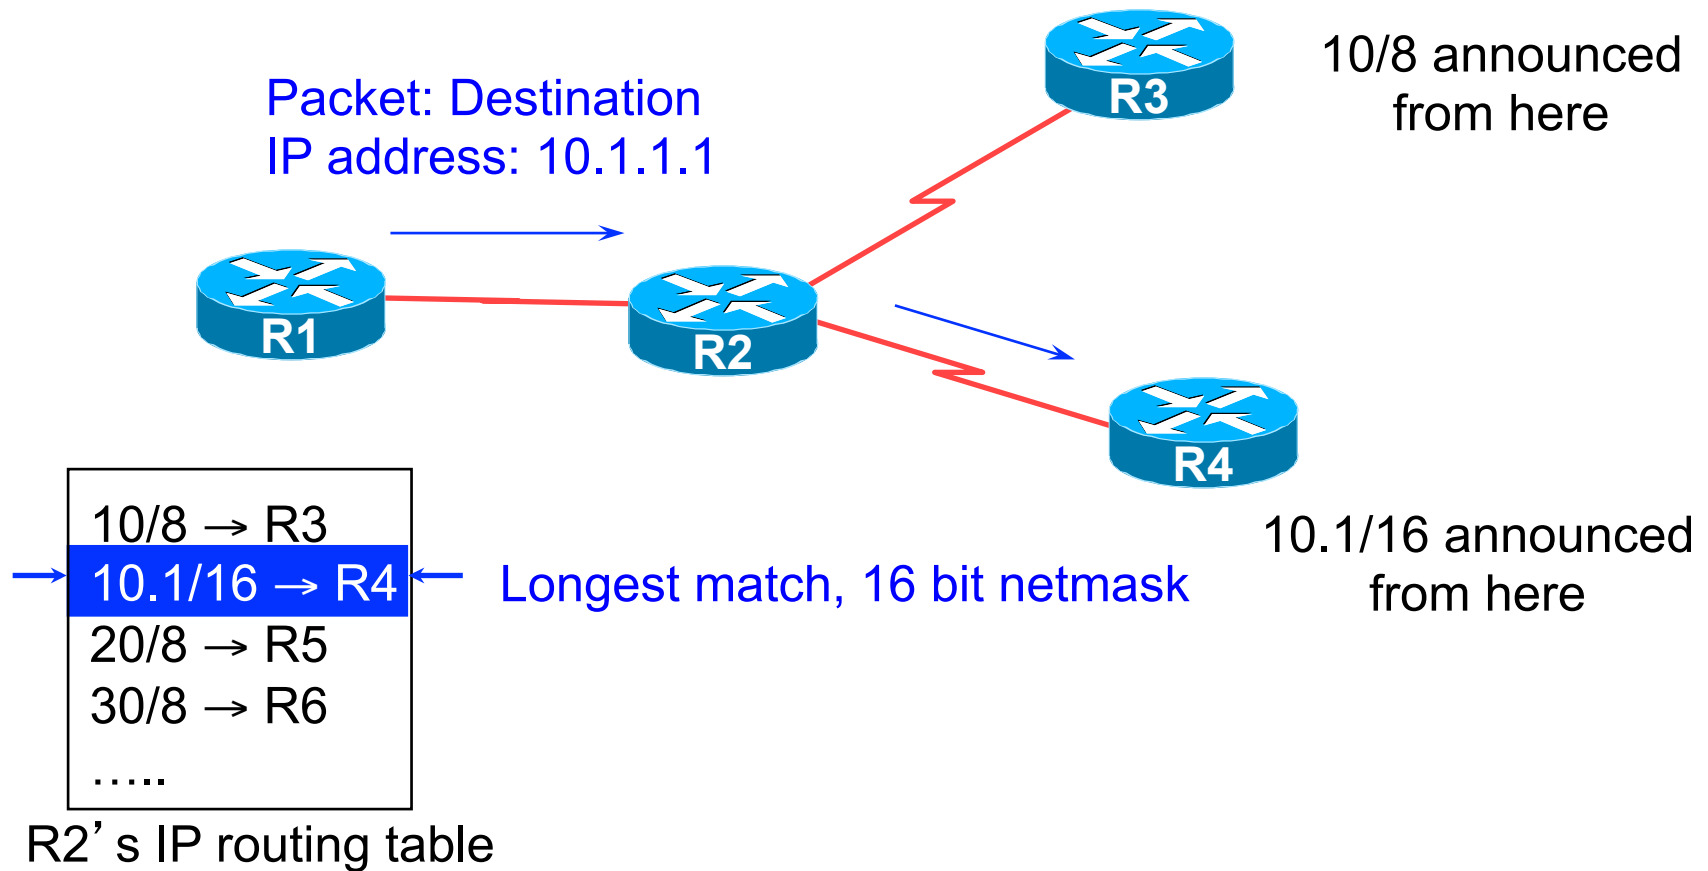 Packet: Destination
IP address: 10.1.1.1
R3
10/8 announced
from here
R1
R2
R4
10.1/16 announced
from here
10/8 → R3
10.1/16 → R4
20/8 → R5
30/8 → R6
…..
Longest match, 16 bit netmask
R2’s IP routing table